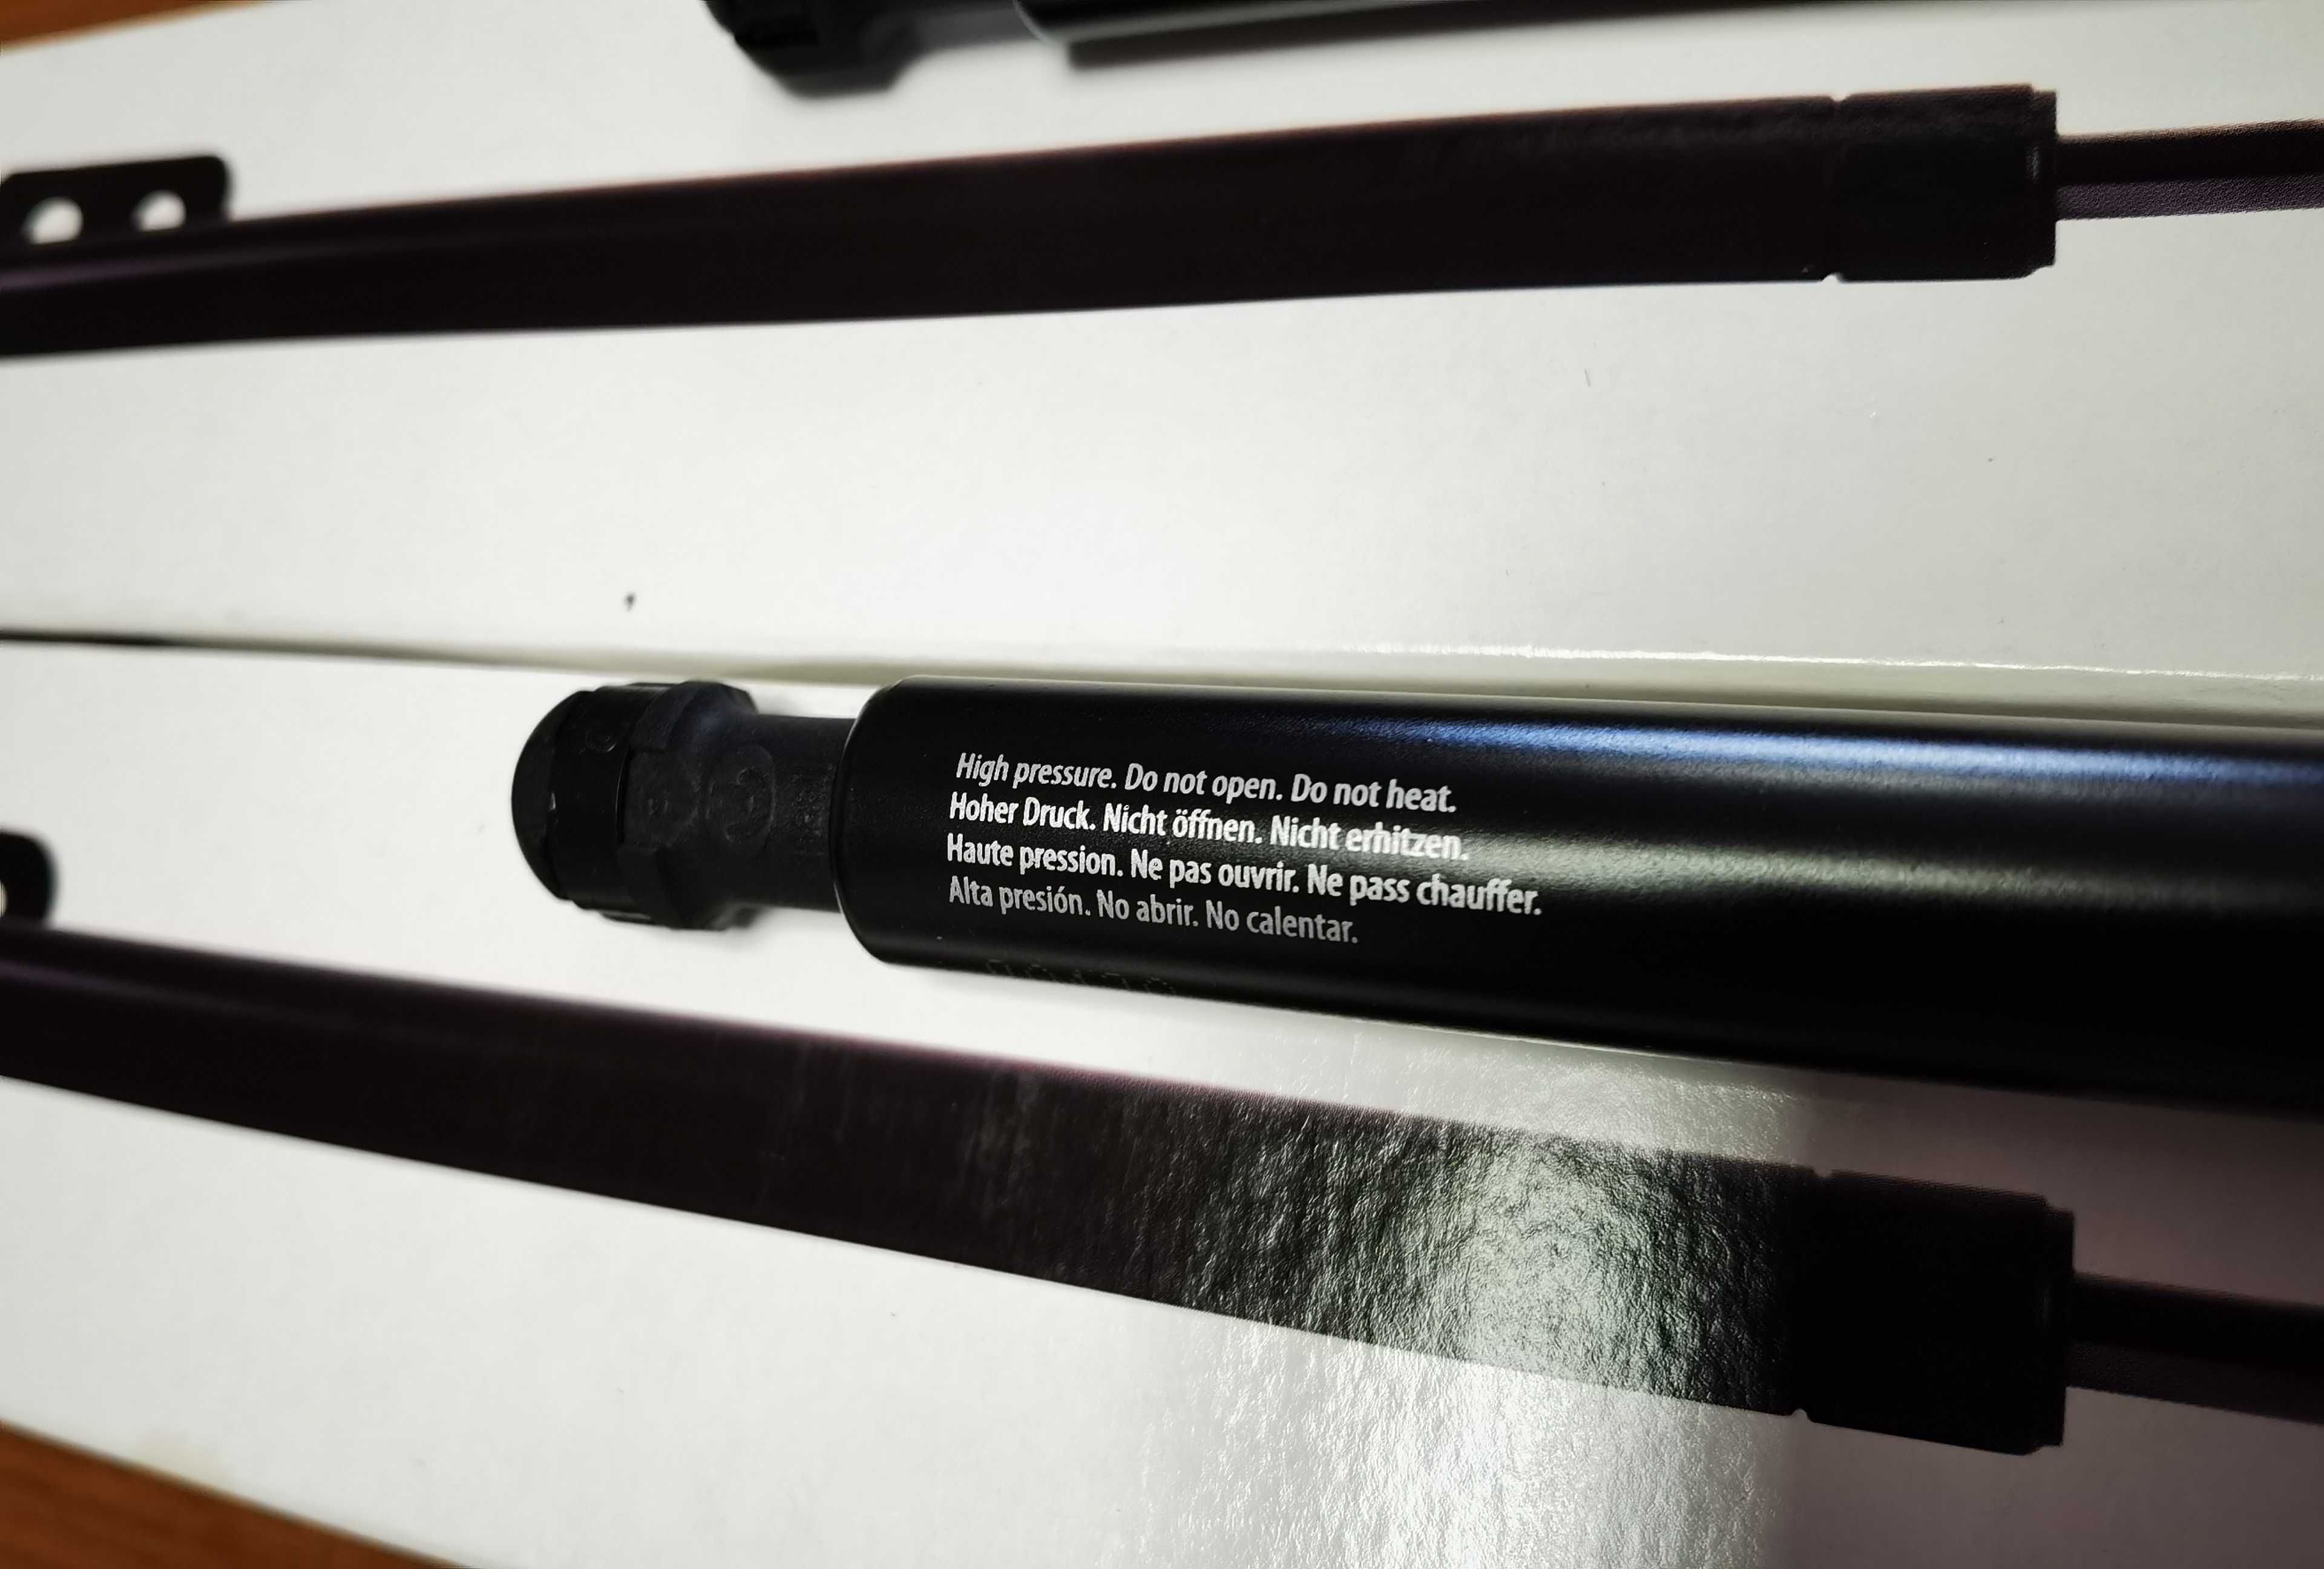 High pressure. Do not open. Do not heat.
Hoher Druck. Nicht öffnen. Nicht erhitzen.
Haute pression. Ne pas ouvrir. Ne pass chauffer.
Alta presión. No abrir. No calentar.